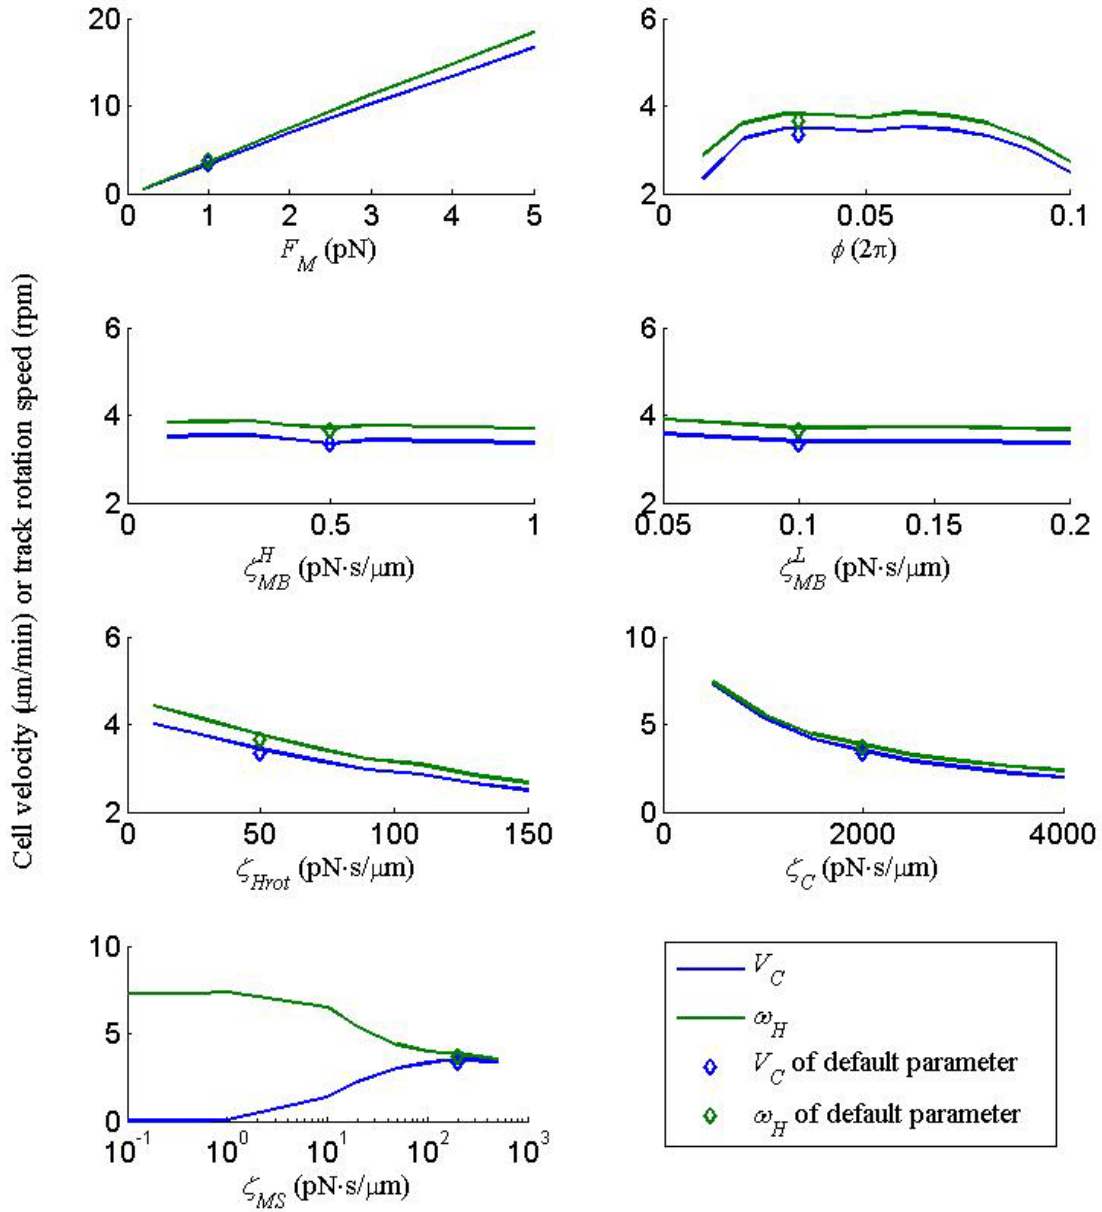 Cell velocity (μm/min) or track rotation speed (rpm)
20
10
0
0 1 2 3 4 5
F_M (pN)
6
4
2
0 0.05 0.1
ϕ (2π)
6
4
2
0 0.5 1
ζ^H_MB (pN·s/μm)
6
4
2
0.05 0.1 0.15 0.2
ζ^L_MB (pN·s/μm)
6
4
2
0 50 100 150
ζ_Hrot (pN·s/μm)
10
5
0
0 2000 4000
ζ_C (pN·s/μm)
10
5
0
10^-1 10^0 10^1 10^2 10^3
ζ_MS (pN·s/μm)
V_C
ω_H
V_C of default parameter
ω_H of default parameter